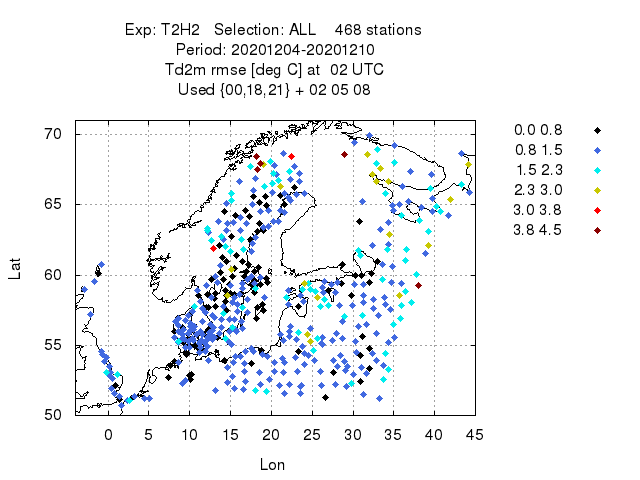 Exp: T2H2   Selection: ALL    468 stations
Period: 20201204-20201210
Td2m rmse [deg C] at  02 UTC
Used {00,18,21} + 02 05 08
0.0 0.8
0.8 1.5
1.5 2.3
2.3 3.0
3.0 3.8
3.8 4.5
70
65
60
55
50
Lat
0 5 10 15 20 25 30 35 40 45
Lon